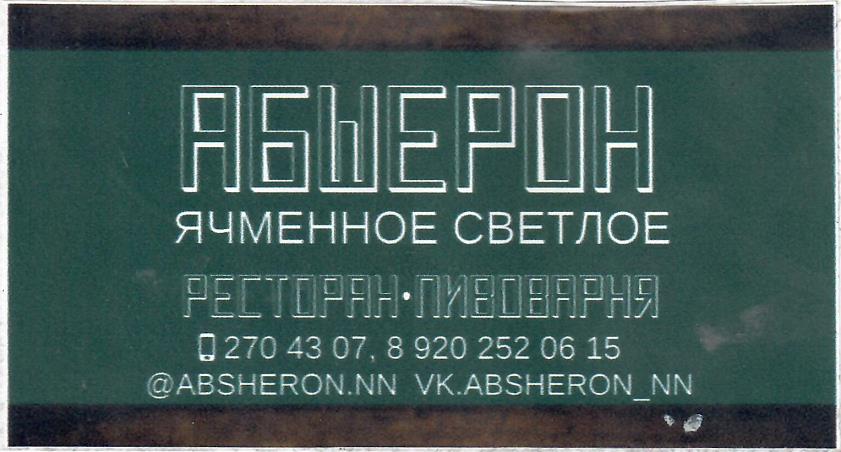 АБШЕРОН
ЯЧМЕННОЕ СВЕТЛОЕ
РЕСТОРАН•ПИВОВАРНЯ
270 43 07, 8 920 252 06 15
@ABSHERON.NN VK.ABSHERON_NN